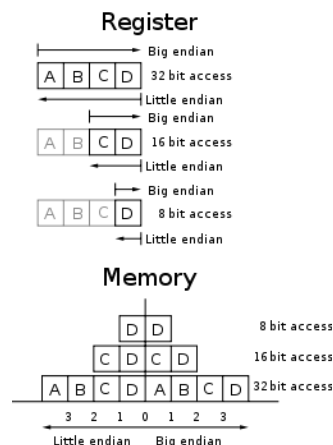 Register
Big endian
A B C D 32 bit access
Little endian
Big endian
A B C D 16 bit access
Little endian
Big endian
A B C D 8 bit access
Little endian
Memory
D D 8 bit access
C D C D 16 bit access
A B C D A B C D 32 bit access
3 2 1 0 1 2 3
Little endian Big endian